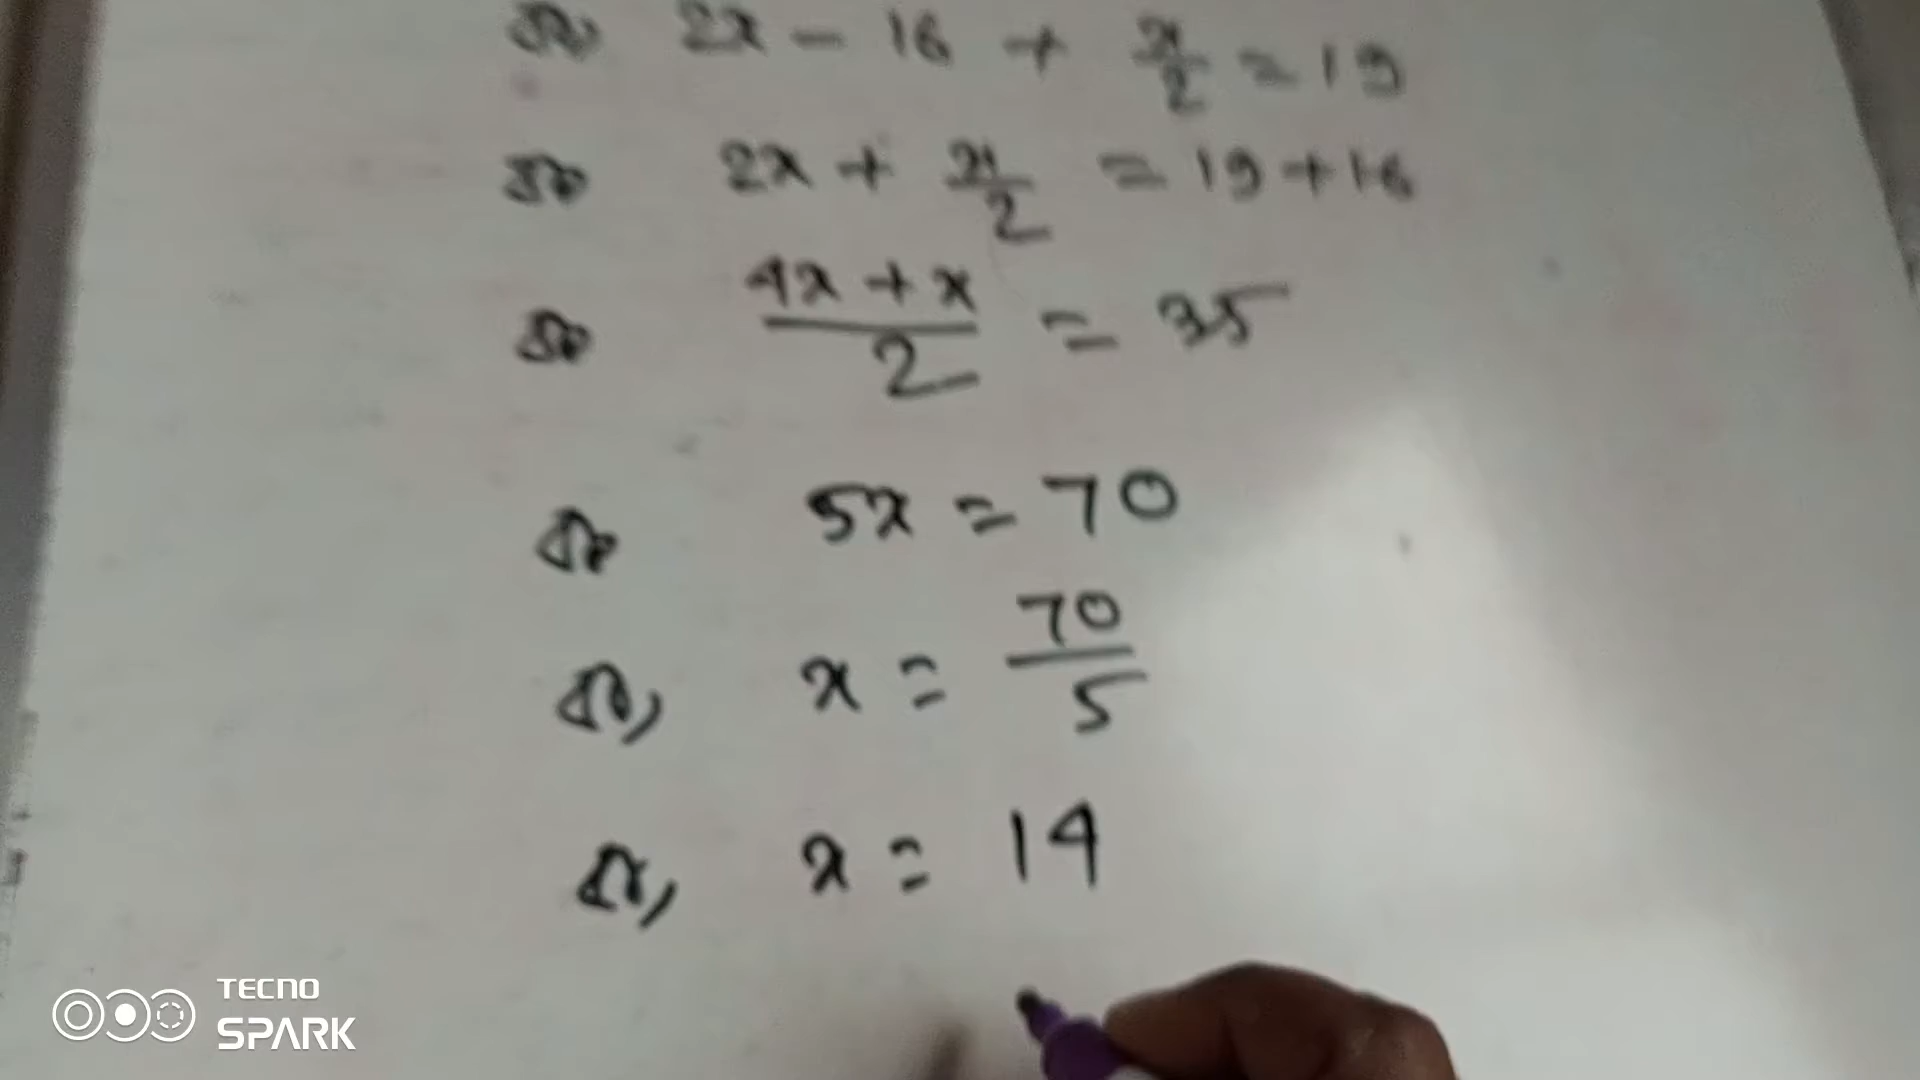 বা, 2x - 16 + x/2 = 19
বা 2x + x/2 = 19 + 16
বা (4x + x)/2 = 35
বা 5x = 70
বা, x = 70/5
বা, x = 14
TECNO
SPARK